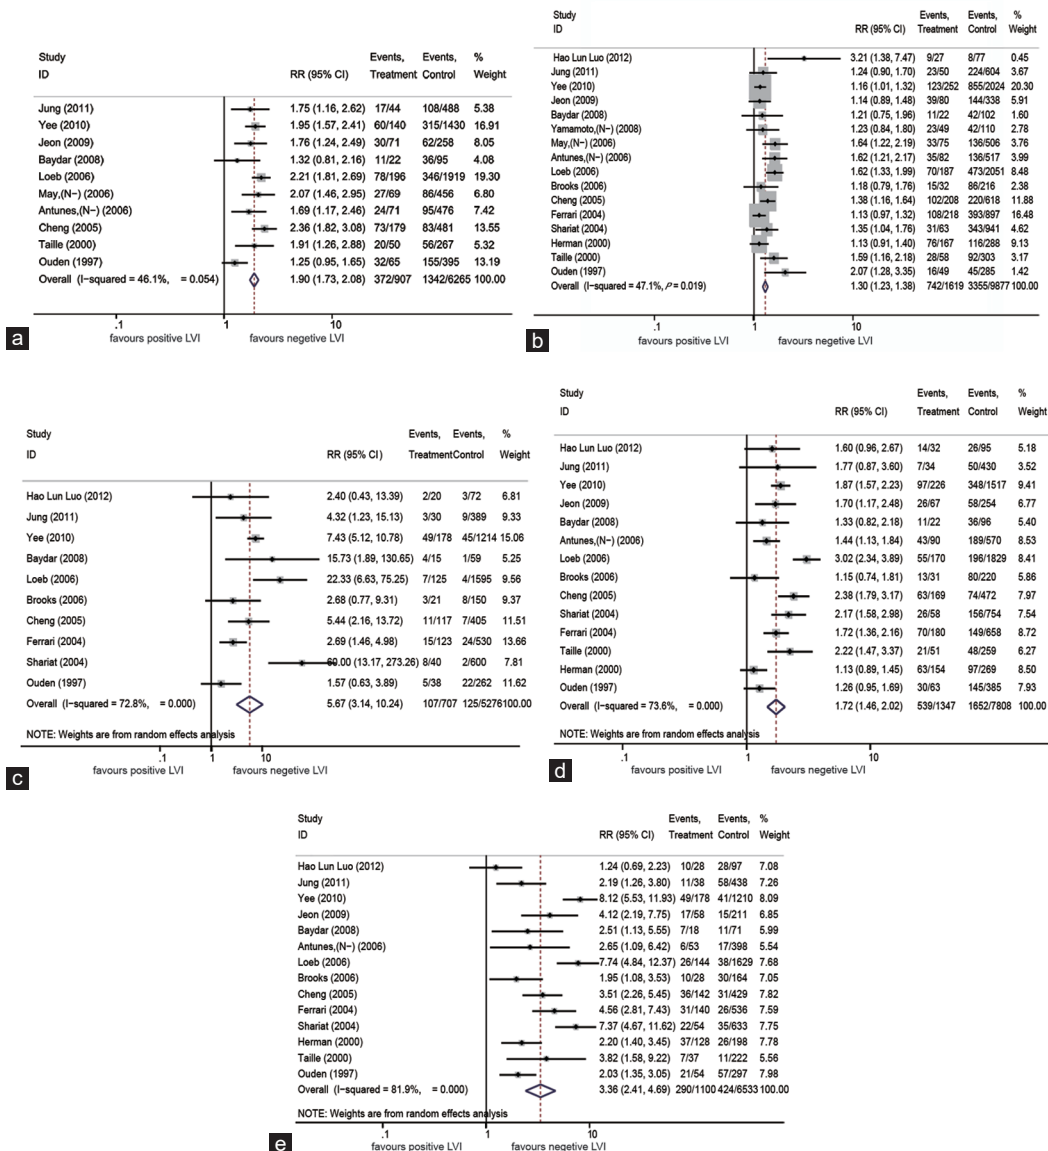 Study Events, Events, %
ID RR (95% CI) Treatment Control Weight
Jung (2011) 1.75 (1.16, 2.62) 17/44 108/488 5.38
Yee (2010) 1.95 (1.57, 2.41) 60/140 315/1430 16.91
Jeon (2009) 1.76 (1.24, 2.49) 30/71 62/258 8.05
Baydar (2008) 1.32 (0.81, 2.16) 11/22 36/95 4.08
Loeb (2006) 2.21 (1.81, 2.69) 78/196 346/1919 19.30
May,(N−) (2006) 2.07 (1.46, 2.95) 27/69 86/456 6.80
Antunes,(N−) (2006) 1.69 (1.17, 2.46) 24/71 95/476 7.42
Cheng (2005) 2.36 (1.82, 3.08) 73/179 83/481 13.55
Taille (2000) 1.91 (1.26, 2.88) 20/50 56/267 5.32
Ouden (1997) 1.25 (0.95, 1.65) 32/65 155/395 13.19
Overall (I−squared = 46.1%, = 0.054) 1.90 (1.73, 2.08) 372/907 1342/6265 100.00
.1 1 10
favours positive LVI favours negetive LVI
a
Study Events, Events, %
ID RR (95% CI) Treatment Control Weight
Hao Lun Luo (2012) 3.21 (1.38, 7.47) 9/27 8/77 0.45
Jung (2011) 1.24 (0.90, 1.70) 23/50 224/604 3.67
Yee (2010) 1.16 (1.01, 1.32) 123/252 855/2024 20.30
Jeon (2009) 1.14 (0.89, 1.48) 39/80 144/338 5.91
Baydar (2008) 1.21 (0.75, 1.96) 11/22 42/102 1.60
Yamamoto,(N−) (2008) 1.23 (0.84, 1.80) 23/49 42/110 2.78
May,(N−) (2006) 1.64 (1.22, 2.19) 33/75 136/506 3.76
Antunes,(N−) (2006) 1.62 (1.21, 2.17) 35/82 136/517 3.99
Loeb (2006) 1.62 (1.33, 1.99) 70/187 473/2051 8.48
Brooks (2006) 1.18 (0.79, 1.76) 15/32 86/216 2.38
Cheng (2005) 1.38 (1.16, 1.64) 102/208 220/618 11.88
Ferrari (2004) 1.13 (0.97, 1.32) 108/218 393/897 16.48
Shariat (2004) 1.35 (1.04, 1.76) 31/63 343/941 4.62
Herman (2000) 1.13 (0.91, 1.40) 76/167 116/288 9.13
Taille (2000) 1.59 (1.16, 2.18) 28/58 92/303 3.17
Ouden (1997) 2.07 (1.28, 3.35) 16/49 45/285 1.42
Overall (I−squared = 47.1%, P = 0.019) 1.30 (1.23, 1.38) 742/1619 3355/9877 100.00
.1 1 10
favours positive LVI favours negetive LVI
b
Study Events, Events, %
ID RR (95% CI) Treatment Control Weight
Hao Lun Luo (2012) 2.40 (0.43, 13.39) 2/20 3/72 6.81
Jung (2011) 4.32 (1.23, 15.13) 3/30 9/389 9.33
Yee (2010) 7.43 (5.12, 10.78) 49/178 45/1214 15.06
Baydar (2008) 15.73 (1.89, 130.65) 4/15 1/59 5.25
Loeb (2006) 22.33 (6.63, 75.25) 7/125 4/1595 9.56
Brooks (2006) 2.68 (0.77, 9.31) 3/21 8/150 9.37
Cheng (2005) 5.44 (2.16, 13.72) 11/117 7/405 11.51
Ferrari (2004) 2.69 (1.46, 4.98) 15/123 24/530 13.66
Shariat (2004) 60.00 (13.17, 273.26) 8/40 2/600 7.81
Ouden (1997) 1.57 (0.63, 3.89) 5/38 22/262 11.62
Overall (I−squared = 72.8%, = 0.000) 5.67 (3.14, 10.24) 107/707 125/5276 100.00
NOTE: Weights are from random effects analysis
.1 1 10
favours positive LVI favours negetive LVI
c
Study Events, Events, %
ID RR (95% CI) Treatment Control Weight
Hao Lun Luo (2012) 1.60 (0.96, 2.67) 14/32 26/95 5.18
Jung (2011) 1.77 (0.87, 3.60) 7/34 50/430 3.52
Yee (2010) 1.87 (1.57, 2.23) 97/226 348/1517 9.41
Jeon (2009) 1.70 (1.17, 2.48) 26/67 58/254 6.77
Baydar (2008) 1.33 (0.82, 2.18) 11/22 36/96 5.40
Antunes,(N−) (2006) 1.44 (1.13, 1.84) 43/90 189/570 8.53
Loeb (2006) 3.02 (2.34, 3.89) 55/170 196/1829 8.41
Brooks (2006) 1.15 (0.74, 1.81) 13/31 80/220 5.86
Cheng (2005) 2.38 (1.79, 3.17) 63/169 74/472 7.97
Shariat (2004) 2.17 (1.58, 2.98) 26/58 156/754 7.54
Ferrari (2004) 1.72 (1.36, 2.16) 70/180 149/658 8.72
Taille (2000) 2.22 (1.47, 3.37) 21/51 48/259 6.27
Herman (2000) 1.13 (0.89, 1.45) 63/154 97/269 8.50
Ouden (1997) 1.26 (0.95, 1.69) 30/63 145/385 7.93
Overall (I−squared = 73.6%, = 0.000) 1.72 (1.46, 2.02) 539/1347 1652/7808 100.00
NOTE: Weights are from random effects analysis
.1 1 10
favours positive LVI favours negetive LVI
d
Study Events, Events, %
ID RR (95% CI) Treatment Control Weight
Hao Lun Luo (2012) 1.24 (0.69, 2.23) 10/28 28/97 7.08
Jung (2011) 2.19 (1.26, 3.80) 11/38 58/438 7.26
Yee (2010) 8.12 (5.53, 11.93) 49/178 41/1210 8.09
Jeon (2009) 4.12 (2.19, 7.75) 17/58 15/211 6.85
Baydar (2008) 2.51 (1.13, 5.55) 7/18 11/71 5.99
Antunes,(N−) (2006) 2.65 (1.09, 6.42) 6/53 17/398 5.54
Loeb (2006) 7.74 (4.84, 12.37) 26/144 38/1629 7.68
Brooks (2006) 1.95 (1.08, 3.53) 10/28 30/164 7.05
Cheng (2005) 3.51 (2.26, 5.45) 36/142 31/429 7.82
Ferrari (2004) 4.56 (2.81, 7.43) 31/140 26/536 7.59
Shariat (2004) 7.37 (4.67, 11.62) 22/54 35/633 7.75
Herman (2000) 2.20 (1.40, 3.45) 37/128 26/198 7.78
Taille (2000) 3.82 (1.58, 9.22) 7/37 11/222 5.56
Ouden (1997) 2.03 (1.35, 3.05) 21/54 57/297 7.98
Overall (I−squared = 81.9%, = 0.000) 3.36 (2.41, 4.69) 290/1100 424/6533 100.00
NOTE: Weights are from random effects analysis
.1 1 10
favours positive LVI favours negetive LVI
e